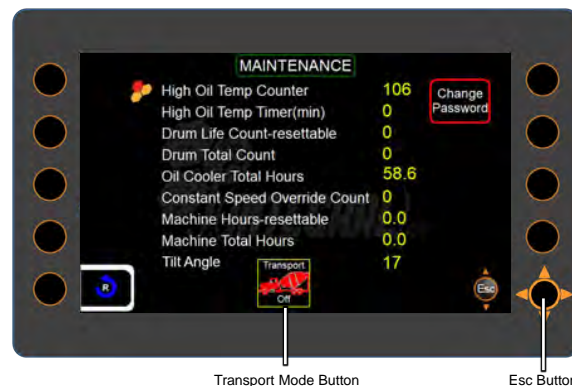 MAINTENANCE
High Oil Temp Counter 106
Change
Password
High Oil Temp Timer(min) 0
Drum Life Count-resettable 0
Drum Total Count 0
Oil Cooler Total Hours 58.6
Constant Speed Override Count 0
Machine Hours-resettable 0.0
Machine Total Hours 0.0
Tilt Angle 17
Transport
Off
R
Esc
Transport Mode Button
Esc Button